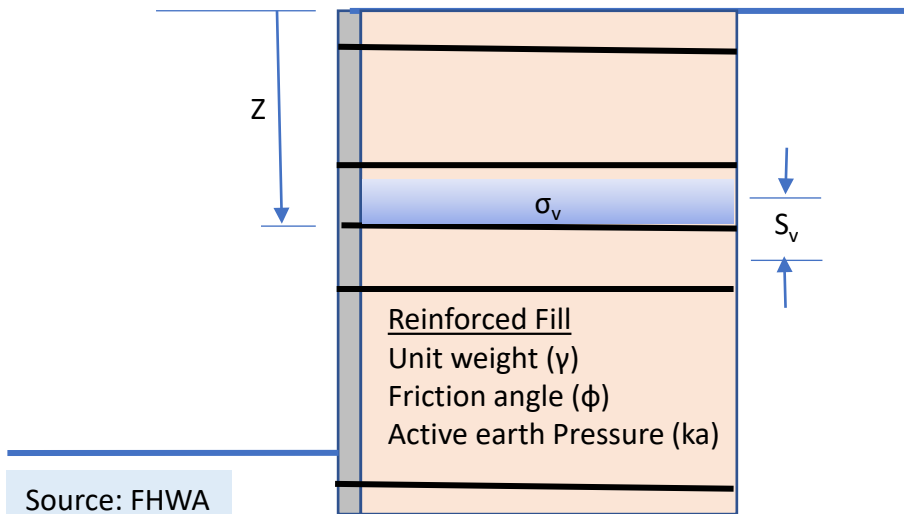 Z
σᵥ
Sᵥ
Reinforced Fill
Unit weight (γ)
Friction angle (ϕ)
Active earth Pressure (ka)
Source: FHWA